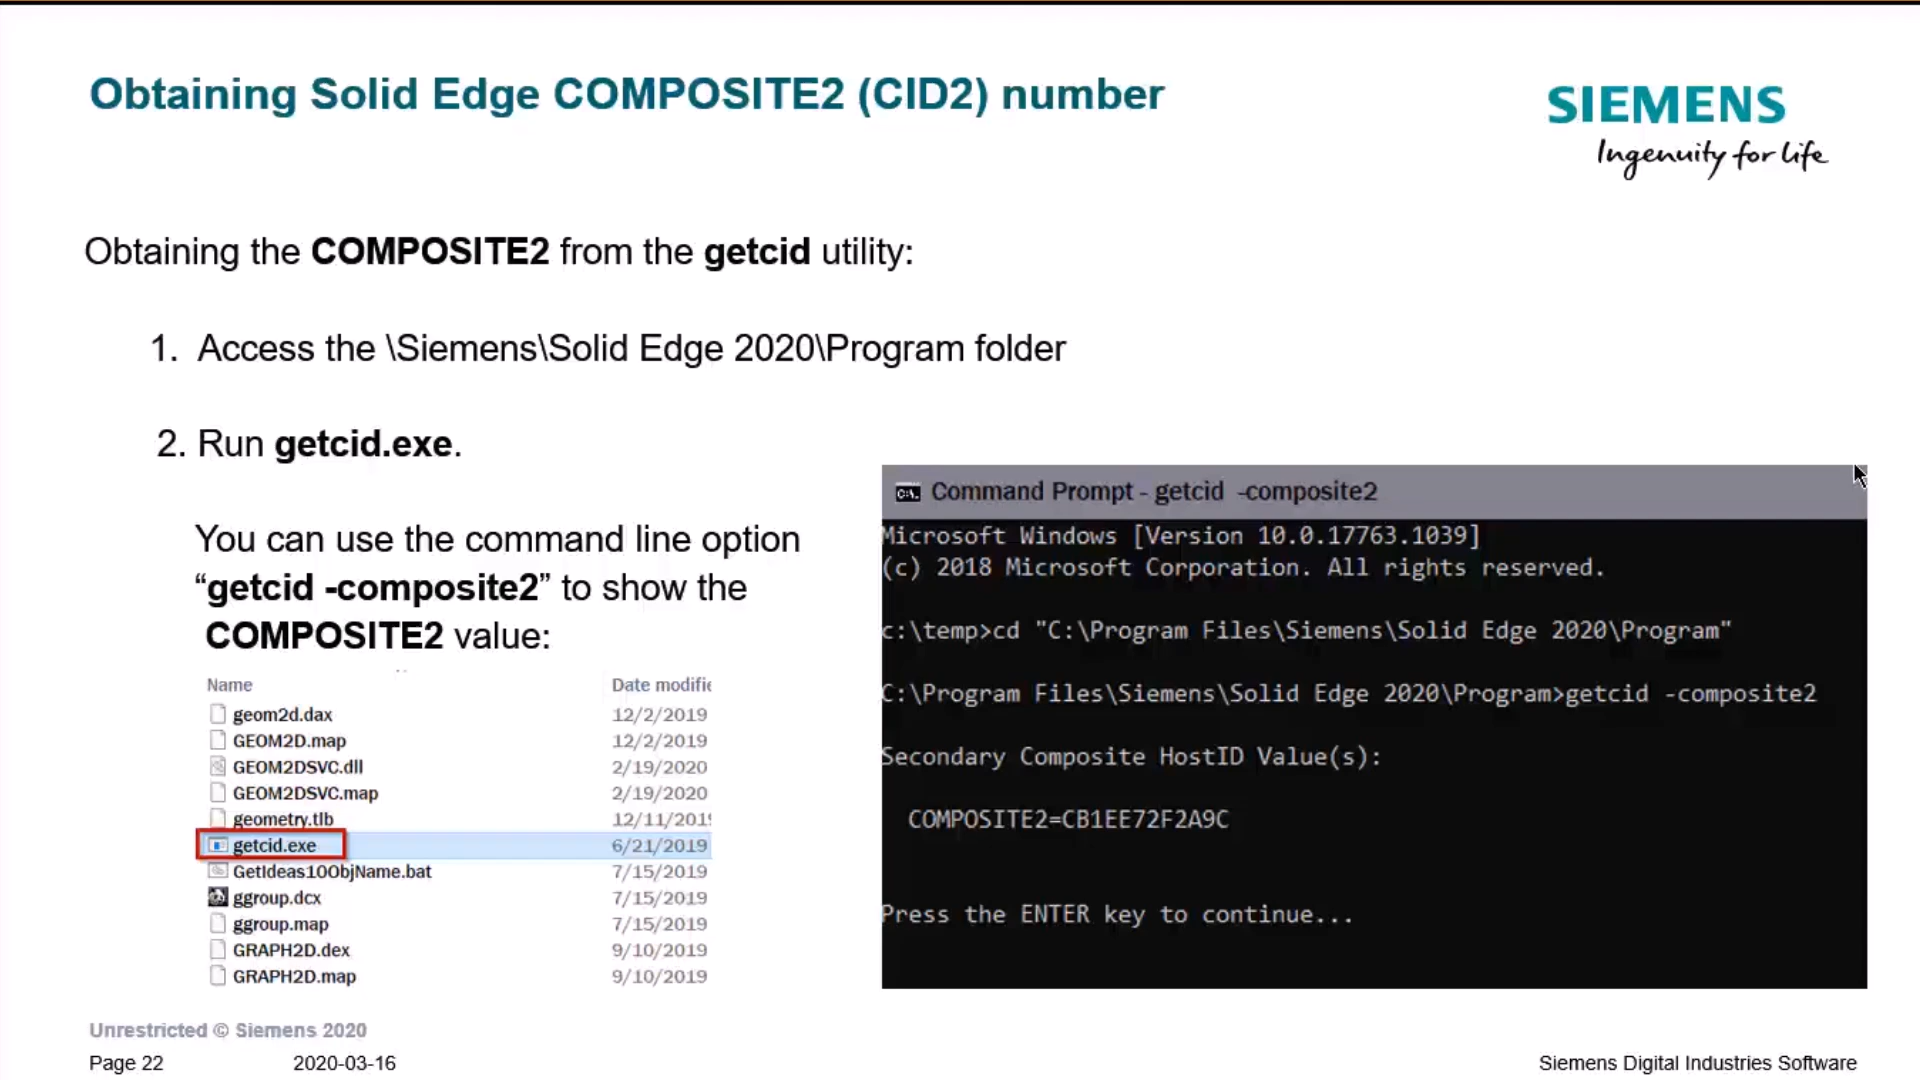 Obtaining Solid Edge COMPOSITE2 (CID2) number
SIEMENS
Ingenuity for life
Obtaining the COMPOSITE2 from the getcid utility:
1. Access the \Siemens\Solid Edge 2020\Program folder
2. Run getcid.exe.
You can use the command line option
“getcid -composite2” to show the
COMPOSITE2 value:
Name Date modifie
geom2d.dax 12/2/2019
GEOM2D.map 12/2/2019
GEOM2DSVC.dll 2/19/2020
GEOM2DSVC.map 2/19/2020
geometry.tlb 12/11/201
getcid.exe 6/21/2019
GetIdeas10ObjName.bat 7/15/2019
ggroup.dcx 7/15/2019
ggroup.map 7/15/2019
GRAPH2D.dex 9/10/2019
GRAPH2D.map 9/10/2019
Command Prompt - getcid -composite2
Microsoft Windows [Version 10.0.17763.1039]
(c) 2018 Microsoft Corporation. All rights reserved.
c:\temp>cd "C:\Program Files\Siemens\Solid Edge 2020\Program"
C:\Program Files\Siemens\Solid Edge 2020\Program>getcid -composite2
Secondary Composite HostID Value(s):
COMPOSITE2=CB1EE72F2A9C
Press the ENTER key to continue...
Unrestricted © Siemens 2020
Page 22 2020-03-16 Siemens Digital Industries Software